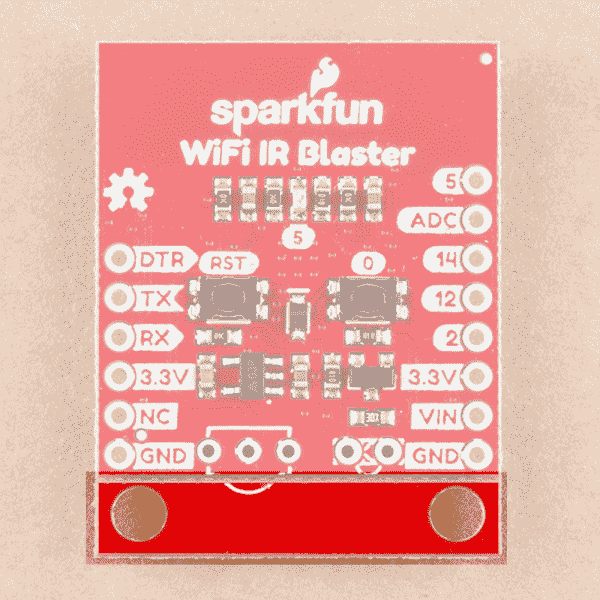 sparkfun
WiFi IR Blaster
5
ADC
5
DTR RST 0 14
TX 12
RX 2
3.3V 3.3V
NC VIN
GND GND